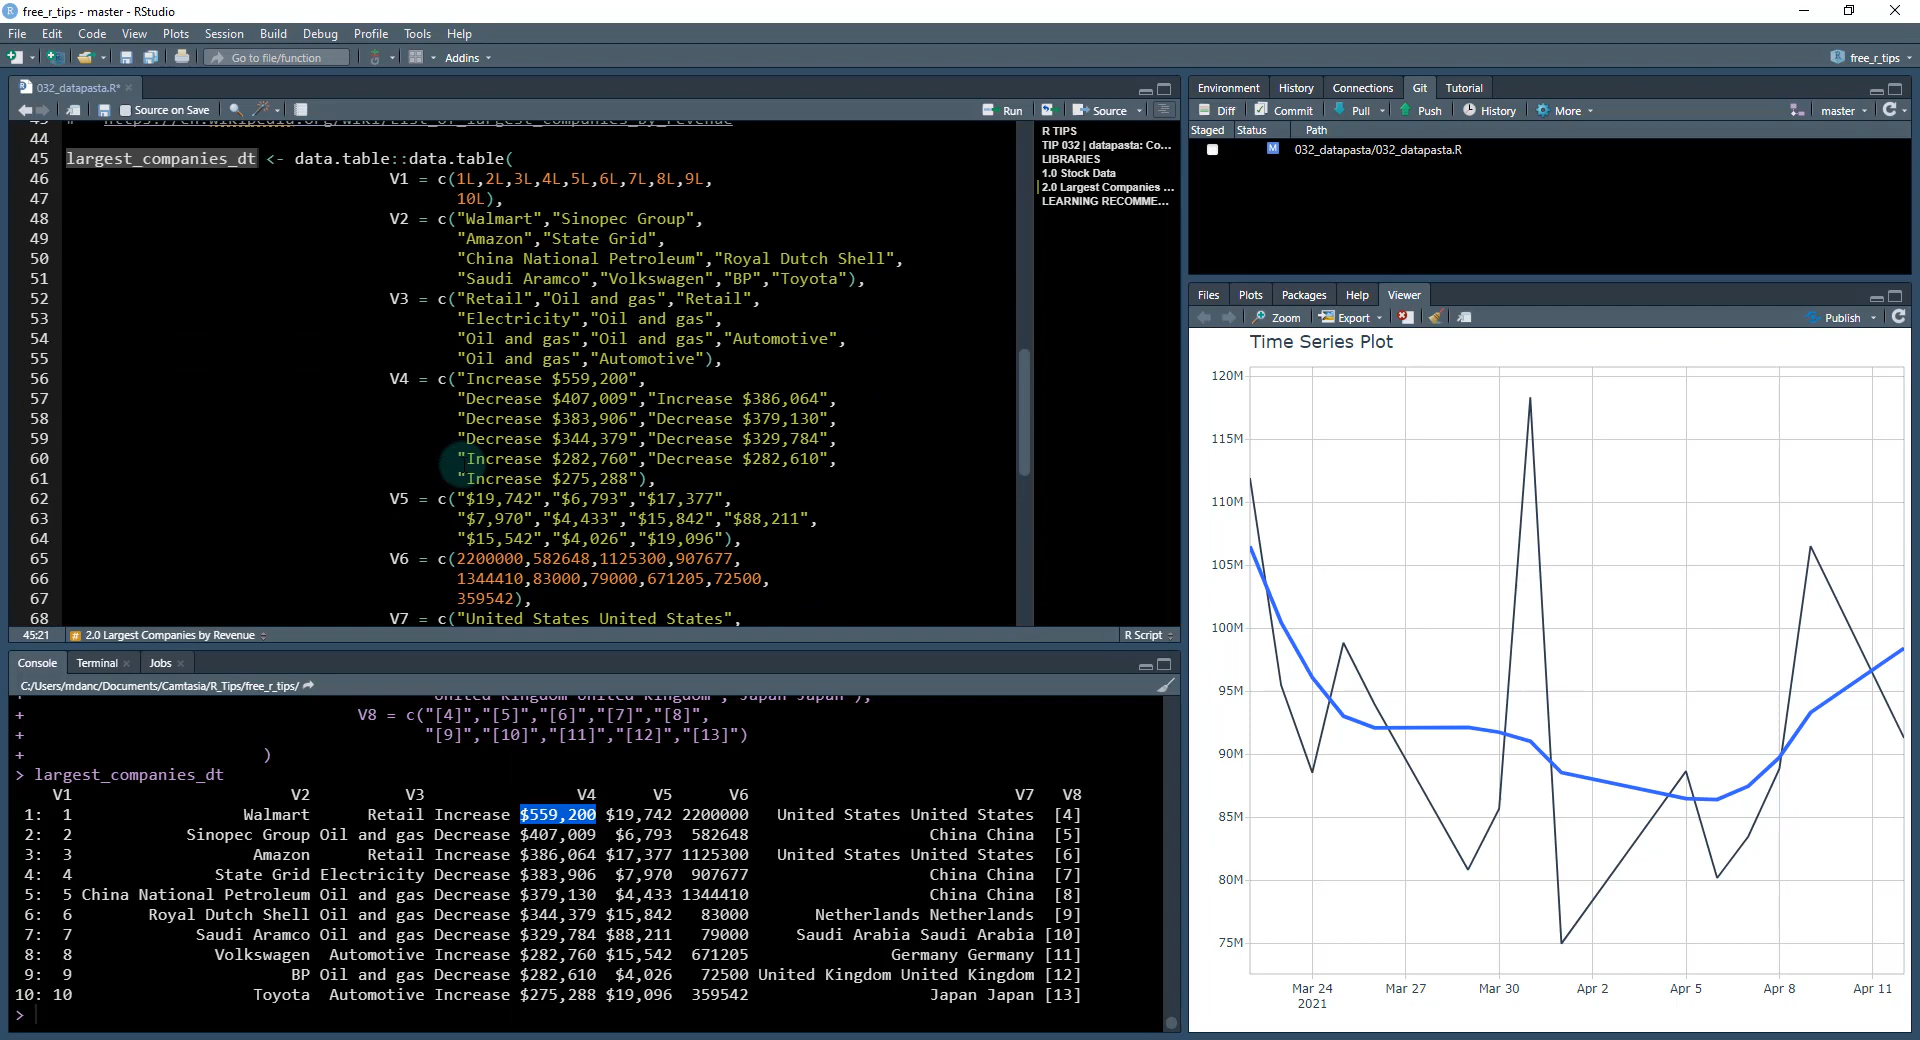 free_r_tips - master - RStudio
File Edit Code View Plots Session Build Debug Profile Tools Help
Go to file/function Addins free_r_tips
032_datapasta.R*
Source on Save Run Source
# https://en.wikipedia.org/wiki/List_of_largest_companies_by_revenue
44
45 largest_companies_dt <- data.table::data.table(
46 V1 = c(1L,2L,3L,4L,5L,6L,7L,8L,9L,
47 10L),
48 V2 = c("Walmart","Sinopec Group",
49 "Amazon","State Grid",
50 "China National Petroleum","Royal Dutch Shell",
51 "Saudi Aramco","Volkswagen","BP","Toyota"),
52 V3 = c("Retail","Oil and gas","Retail",
53 "Electricity","Oil and gas",
54 "Oil and gas","Oil and gas","Automotive",
55 "Oil and gas","Automotive"),
56 V4 = c("Increase $559,200",
57 "Decrease $407,009","Increase $386,064",
58 "Decrease $383,906","Decrease $379,130",
59 "Decrease $344,379","Decrease $329,784",
60 "Increase $282,760","Decrease $282,610",
61 "Increase $275,288"),
62 V5 = c("$19,742","$6,793","$17,377",
63 "$7,970","$4,433","$15,842","$88,211",
64 "$15,542","$4,026","$19,096"),
65 V6 = c(2200000,582648,1125300,907677,
66 1344410,83000,79000,671205,72500,
67 359542),
68 V7 = c("United States United States",
45:21 2.0 Largest Companies by Revenue R Script
R TIPS
TIP 032 | datapasta: Co...
LIBRARIES
1.0 Stock Data
2.0 Largest Companies ...
LEARNING RECOMME...
Console Terminal Jobs
C:/Users/mdanc/Documents/Camtasia/R_Tips/free_r_tips/
+ "United Kingdom United Kingdom","Japan Japan"),
+ V8 = c("[4]","[5]","[6]","[7]","[8]",
+ "[9]","[10]","[11]","[12]","[13]")
+ )
> largest_companies_dt
V1 V2 V3 V4 V5 V6 V7 V8
1: 1 Walmart Retail Increase $559,200 $19,742 2200000 United States United States [4]
2: 2 Sinopec Group Oil and gas Decrease $407,009 $6,793 582648 China China [5]
3: 3 Amazon Retail Increase $386,064 $17,377 1125300 United States United States [6]
4: 4 State Grid Electricity Decrease $383,906 $7,970 907677 China China [7]
5: 5 China National Petroleum Oil and gas Decrease $379,130 $4,433 1344410 China China [8]
6: 6 Royal Dutch Shell Oil and gas Decrease $344,379 $15,842 83000 Netherlands Netherlands [9]
7: 7 Saudi Aramco Oil and gas Decrease $329,784 $88,211 79000 Saudi Arabia Saudi Arabia [10]
8: 8 Volkswagen Automotive Increase $282,760 $15,542 671205 Germany Germany [11]
9: 9 BP Oil and gas Decrease $282,610 $4,026 72500 United Kingdom United Kingdom [12]
10: 10 Toyota Automotive Increase $275,288 $19,096 359542 Japan Japan [13]
>
Environment History Connections Git Tutorial
Diff Commit Pull Push History More master
Staged Status Path
M 032_datapasta/032_datapasta.R
Files Plots Packages Help Viewer
Zoom Export Publish
Time Series Plot
120M
115M
110M
105M
100M
95M
90M
85M
80M
75M
Mar 24 Mar 27 Mar 30 Apr 2 Apr 5 Apr 8 Apr 11
2021